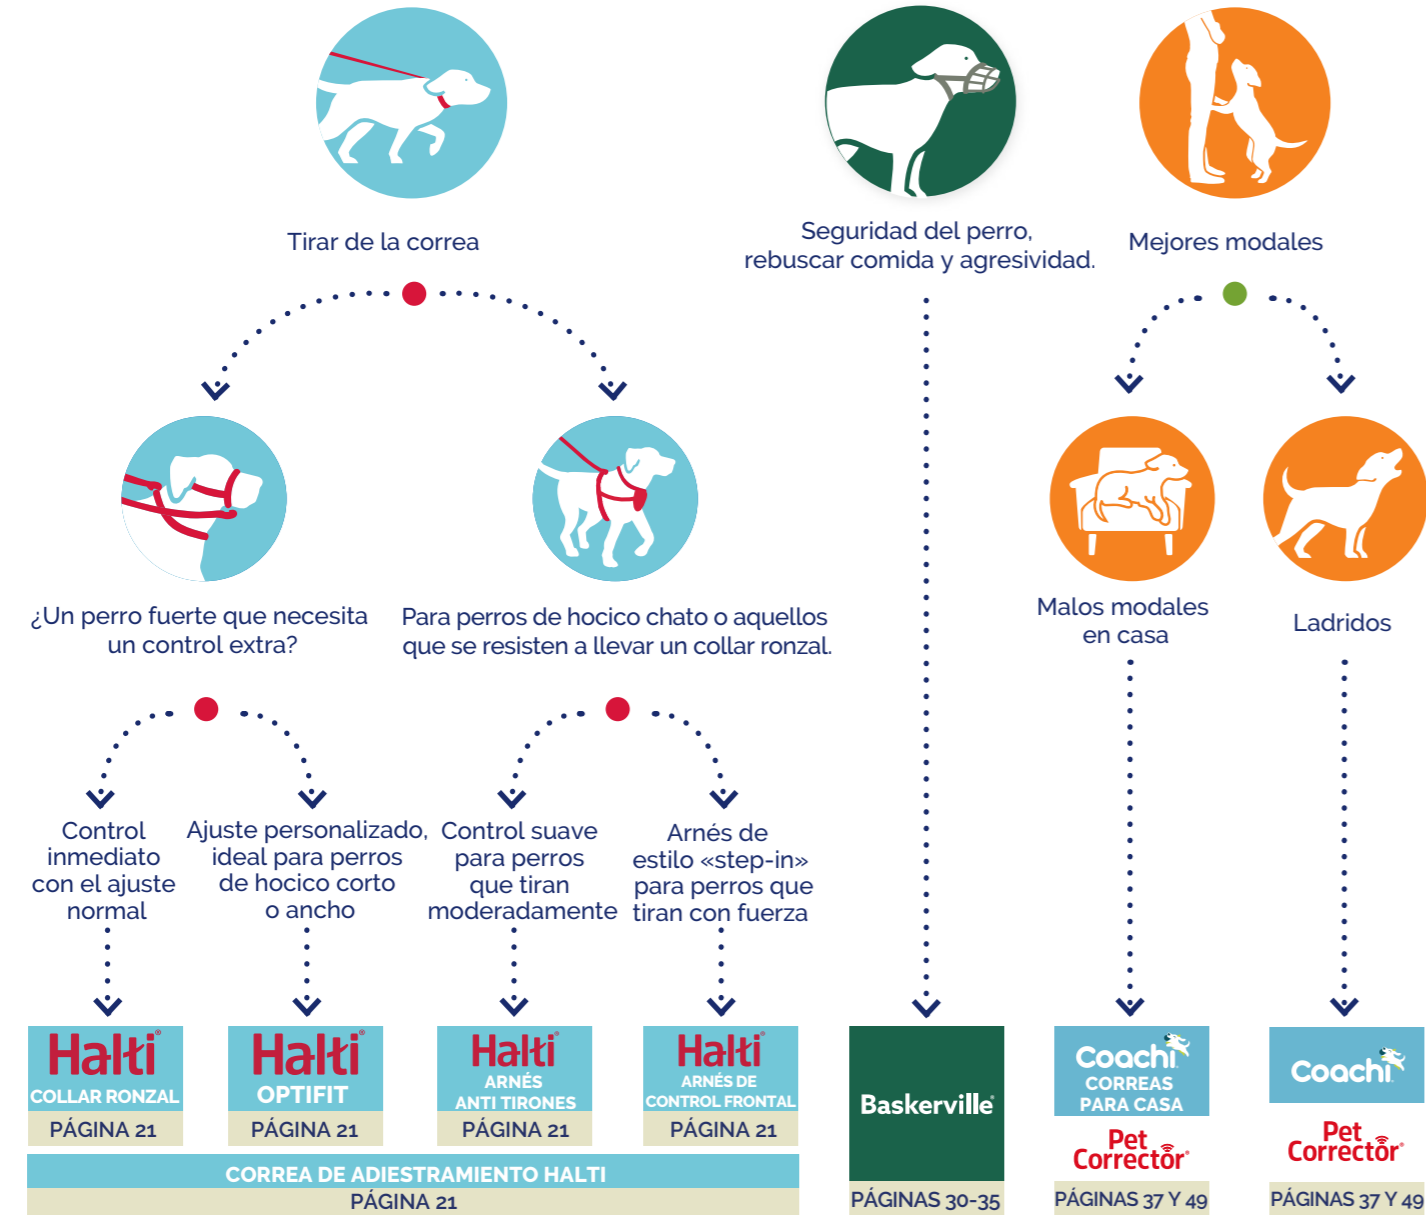 Tirar de la correa
Seguridad del perro,
rebuscar comida y agresividad.
Mejores modales
¿Un perro fuerte que necesita
un control extra?
Para perros de hocico chato o aquellos
que se resisten a llevar un collar ronzal.
Malos modales
en casa
Ladridos
Control
inmediato
con el ajuste
normal
Ajuste personalizado,
ideal para perros
de hocico corto
o ancho
Control suave
para perros
que tiran
moderadamente
Arnés de
estilo «step-in»
para perros que
tiran con fuerza
Halti®
COLLAR RONZAL
PÁGINA 21
Halti®
OPTIFIT
PÁGINA 21
Halti®
ARNÉS
ANTI TIRONES
PÁGINA 21
Halti®
ARNÉS DE
CONTROL FRONTAL
PÁGINA 21
CORREA DE ADIESTRAMIENTO HALTI
PÁGINA 21
Baskerville®
PÁGINAS 30-35
Coachi™
CORREAS
PARA CASA
Pet
Corrector®
PÁGINAS 37 Y 49
Coachi™
Pet
Corrector®
PÁGINAS 37 Y 49